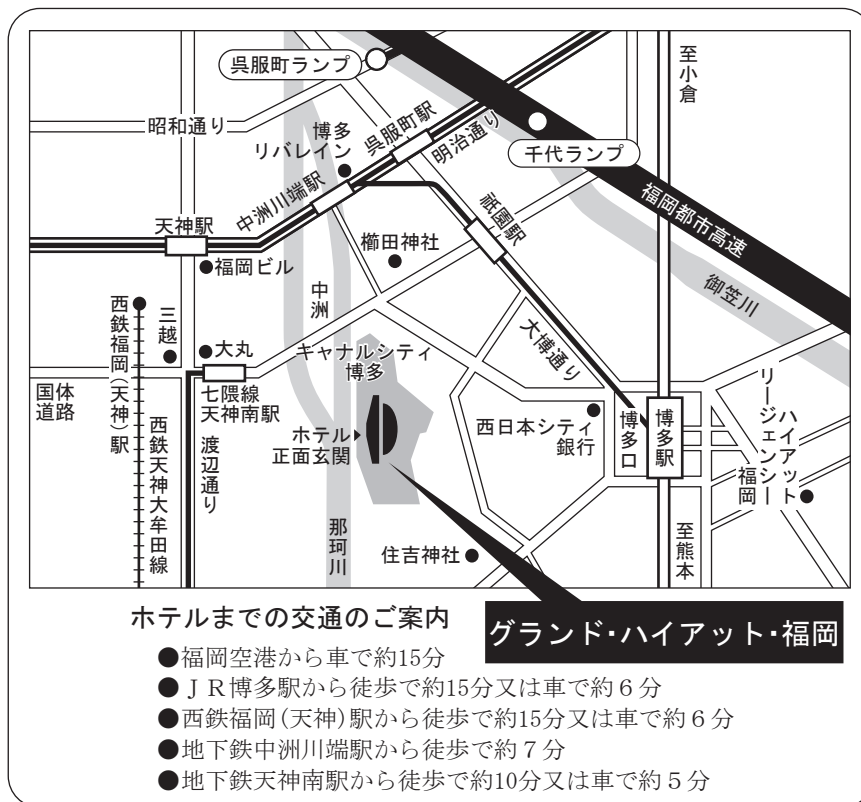 呉服町ランプ
至小倉
昭和通り
博多
リバレイン
呉服町駅
明治通り
千代ランプ
中洲川端駅
祇園駅
福岡都市高速
天神駅
櫛田神社
福岡ビル
中洲
御笠川
西鉄福岡(天神)駅
三越
大丸
キャナルシティ
博多
大博通り
国体
道路
七隈線
天神南駅
西日本シティ
銀行
博多口
博多駅
ハイアット
リージェンシー
福岡
ホテル
正面玄関
西鉄天神大牟田線
渡辺通り
那珂川
住吉神社
至熊本
グランド・ハイアット・福岡
ホテルまでの交通のご案内
●福岡空港から車で約15分
●ＪＲ博多駅から徒歩で約15分又は車で約６分
●西鉄福岡(天神)駅から徒歩で約15分又は車で約６分
●地下鉄中洲川端駅から徒歩で約７分
●地下鉄天神南駅から徒歩で約10分又は車で約５分